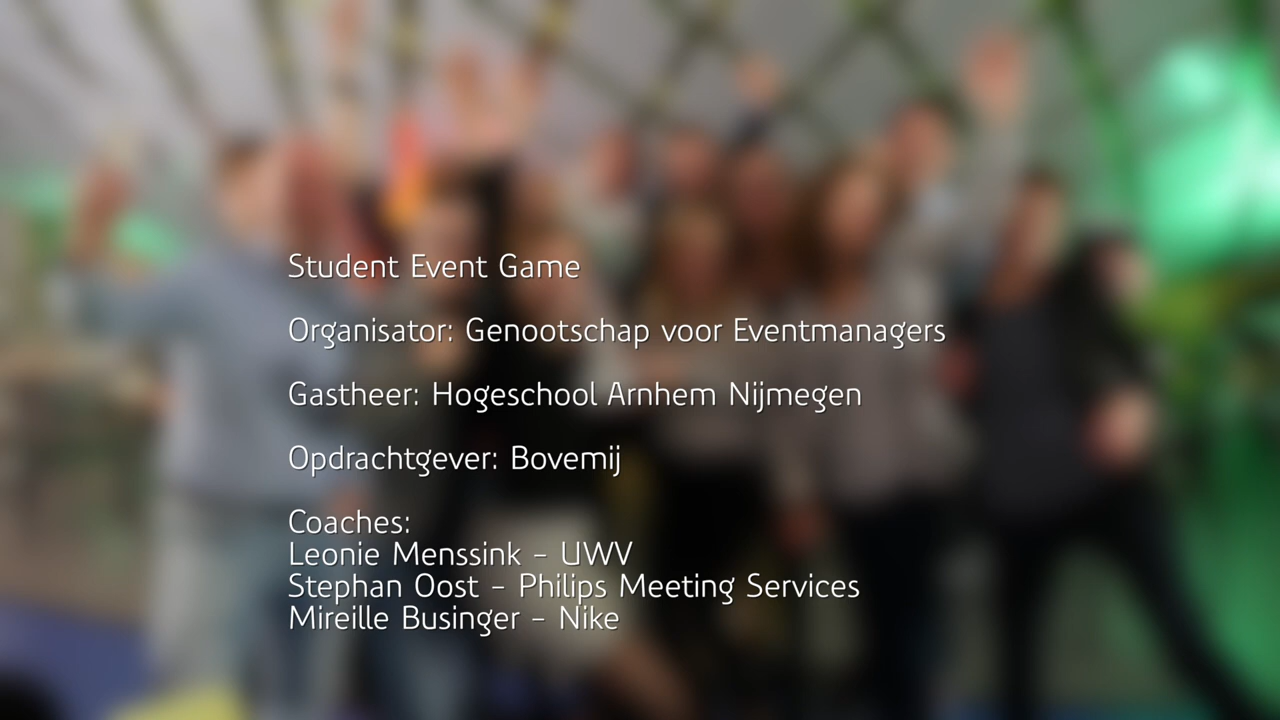 Student Event Game
Organisator: Genootschap voor Eventmanagers
Gastheer: Hogeschool Arnhem Nijmegen
Opdrachtgever: Bovemij
Coaches:
Leonie Menssink - UWV
Stephan Oost - Philips Meeting Services
Mireille Businger - Nike